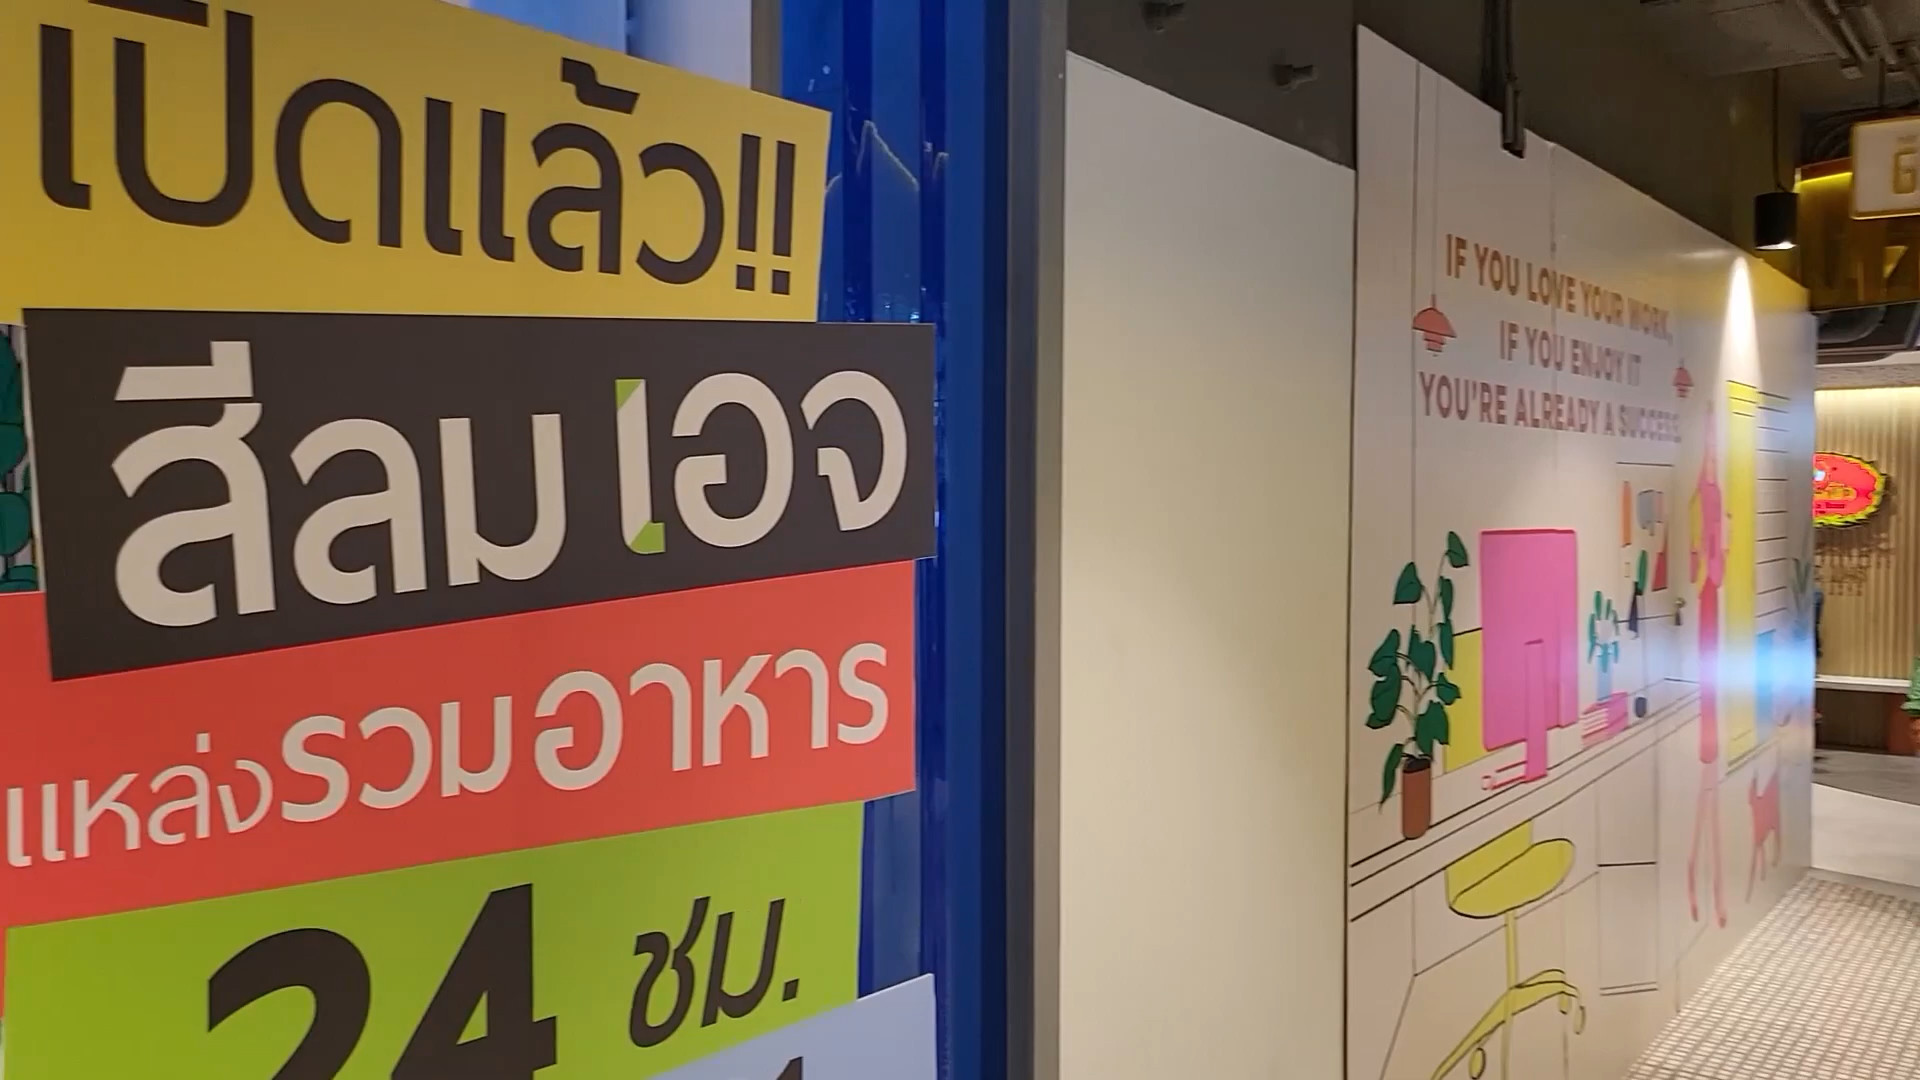 เปิดแล้ว!!
สีลมเอจ
แหล่งรวมอาหาร
24 ชม.
IF YOU LOVE YOUR WORK,
IF YOU ENJOY IT
YOU'RE ALREADY A SUCCESS